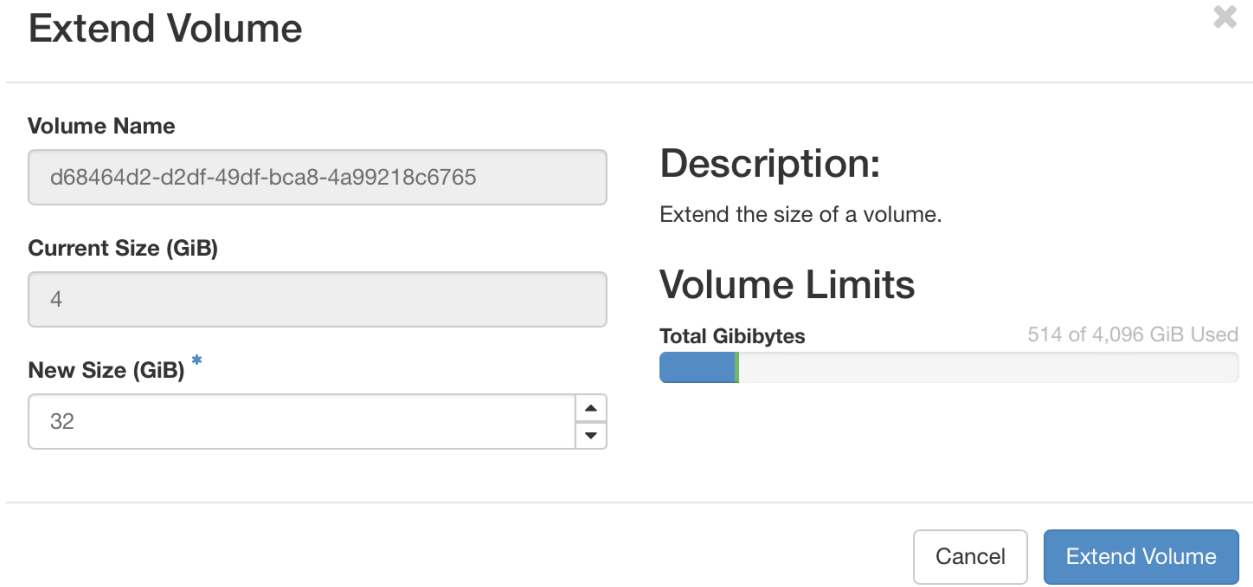 Extend Volume
Volume Name
d68464d2-d2df-49df-bca8-4a99218c6765
Current Size (GiB)
4
New Size (GiB) *
32
Description:
Extend the size of a volume.
Volume Limits
Total Gibibytes 514 of 4,096 GiB Used
Cancel Extend Volume